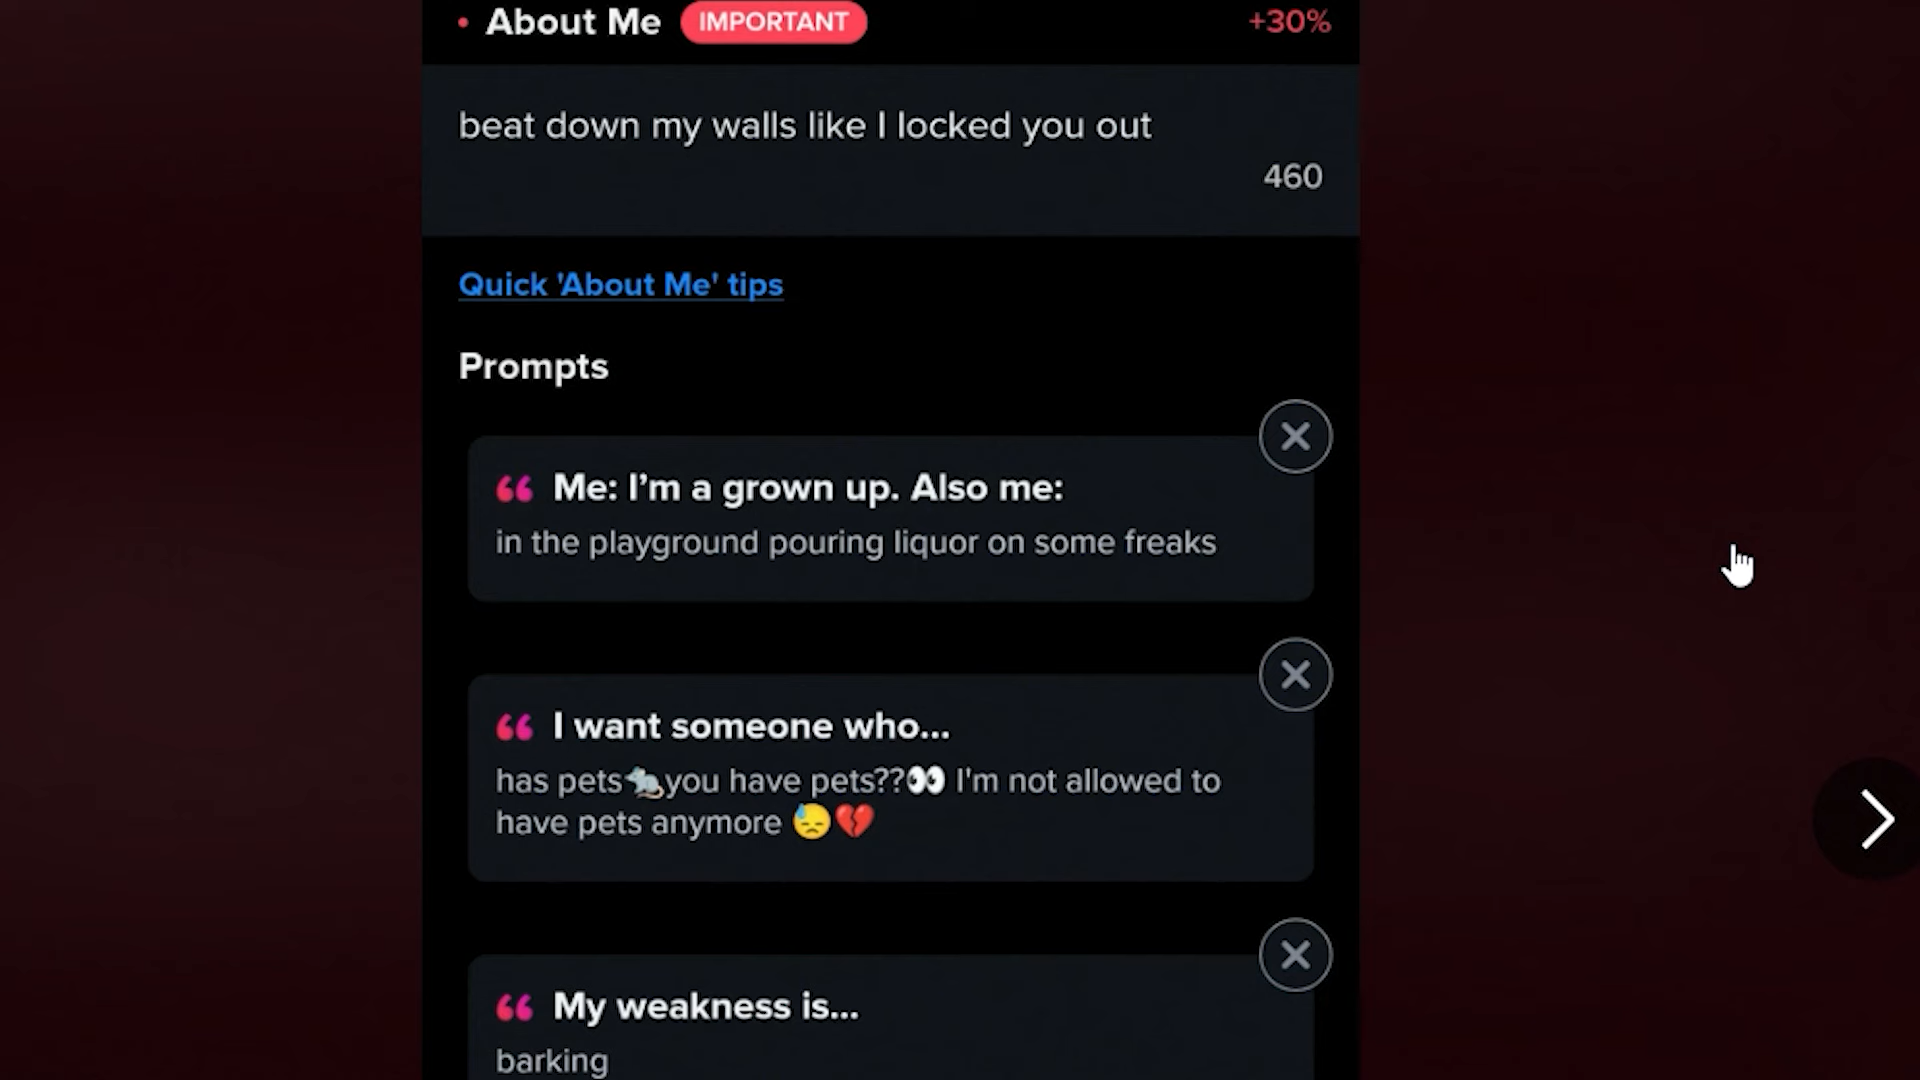 About Me IMPORTANT +30%
beat down my walls like I locked you out
460
Quick 'About Me' tips
Prompts
Me: I'm a grown up. Also me:
in the playground pouring liquor on some freaks
I want someone who...
has pets🐀you have pets??👀 I'm not allowed to
have pets anymore 😓💔
My weakness is...
barking